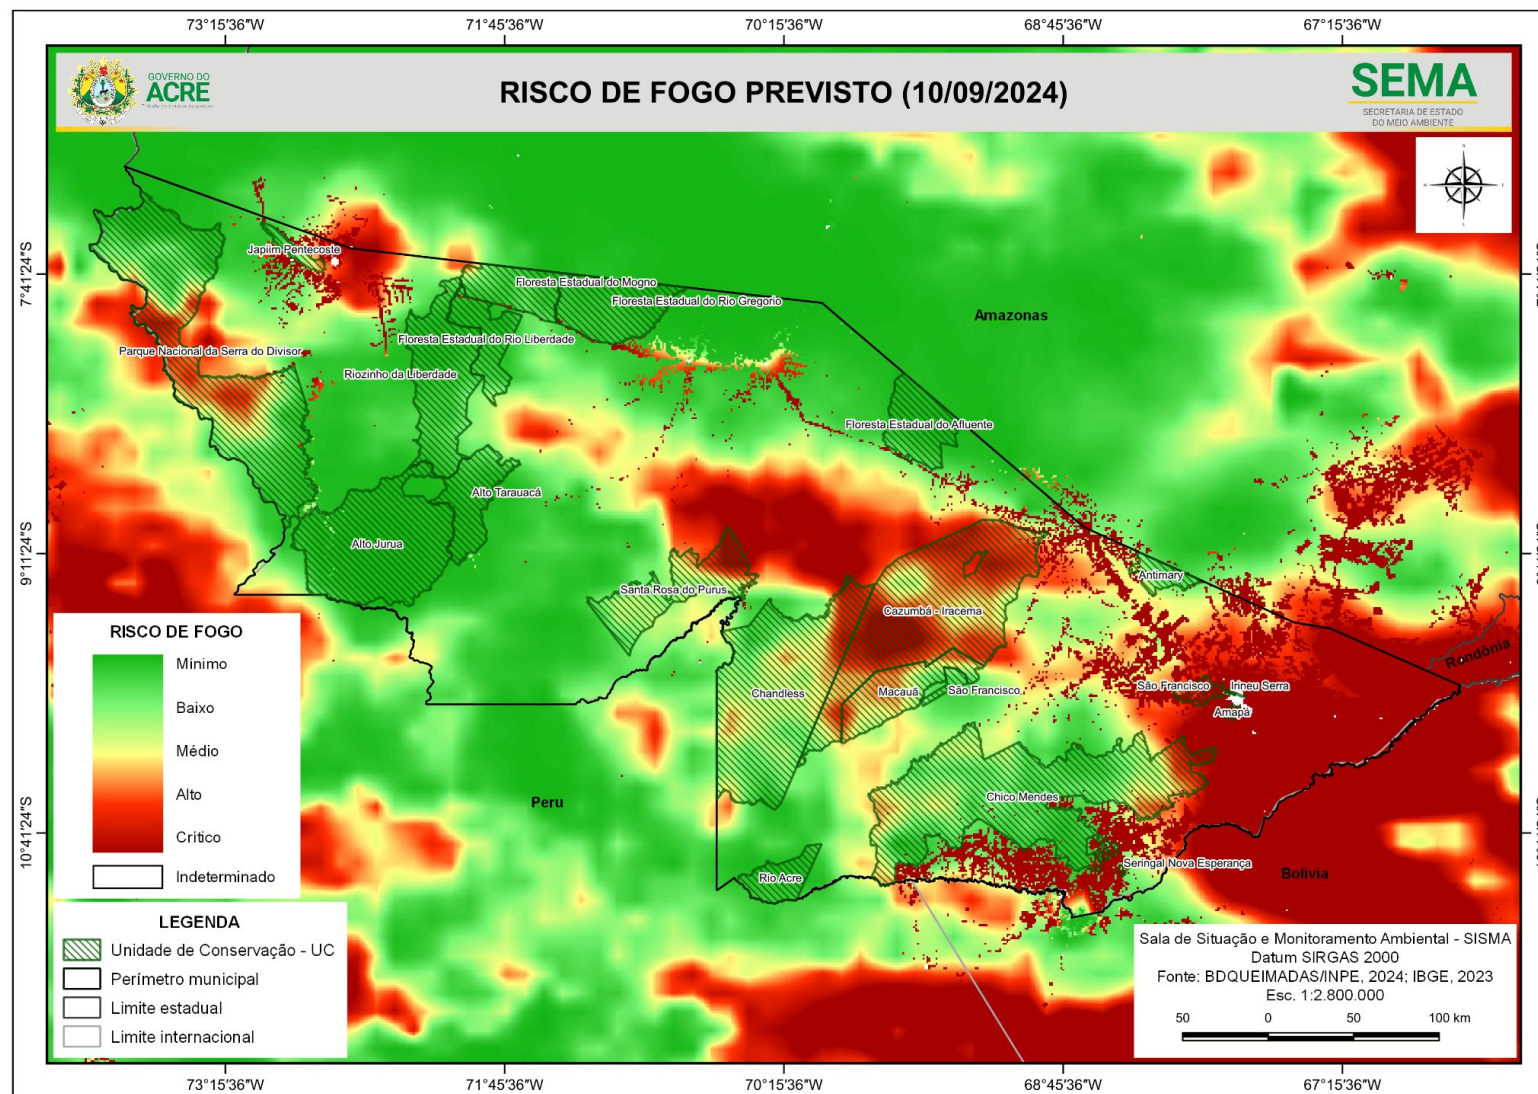 73°15'36"W
71°45'36"W
70°15'36"W
68°45'36"W
67°15'36"W
GOVERNO DO
ACRE
RISCO DE FOGO PREVISTO (10/09/2024)
SEMA
SECRETARIA DE ESTADO
DO MEIO AMBIENTE
N
7°41'24"S
9°11'24"S
10°41'24"S
Japiim Pentecoste
Floresta Estadual do Mogno
Floresta Estadual do Rio Gregorio
Amazonas
Floresta Estadual do Rio Liberdade
Parque Nacional da Serra do Divisor
Riozinho da Liberdade
Floresta Estadual do Afluente
Alto Tarauacá
Alto Jurua
Antimary
Santa Rosa do Purus
Cazumbá - Iracema
Rondônia
Chandless
Macauã
São Francisco
São Francisco
Irineu Serra
Amapá
Peru
Chico Mendes
Seringal Nova Esperança
Rio Acre
Bolivia
RISCO DE FOGO
Mínimo
Baixo
Médio
Alto
Crítico
Indeterminado
LEGENDA
Unidade de Conservação - UC
Perímetro municipal
Limite estadual
Limite internacional
Sala de Situação e Monitoramento Ambiental - SISMA
Datum SIRGAS 2000
Fonte: BDQUEIMADAS/INPE, 2024; IBGE, 2023
Esc. 1:2.800.000
50 0 50 100 km
73°15'36"W
71°45'36"W
70°15'36"W
68°45'36"W
67°15'36"W